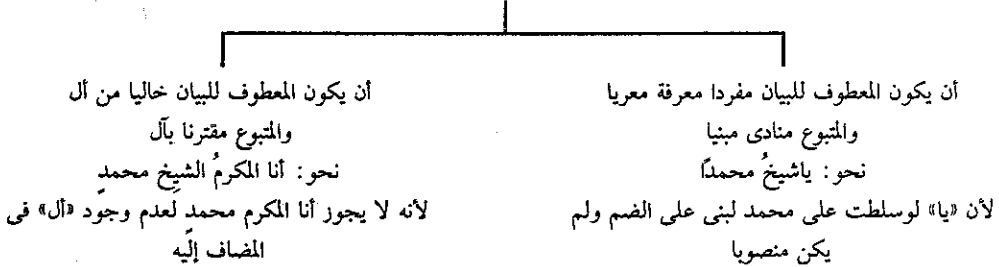 أن يكون المعطوف للبيان مفردا معرفة معربا
والمتبوع منادى مبنيا
نحو: ياشيخُ محمدًا
لأن «يا» لوسلطت على محمد لبنى على الضم ولم
يكن منصوبا
أن يكون المعطوف للبيان خاليا من أل
والمتبوع مقترنا بآل
نحو: أنا المكرمُ الشيخِ محمدٍ
لأنه لا يجوز أنا المكرم محمدٍ لعدم وجود «أل» فى
المضاف إليه